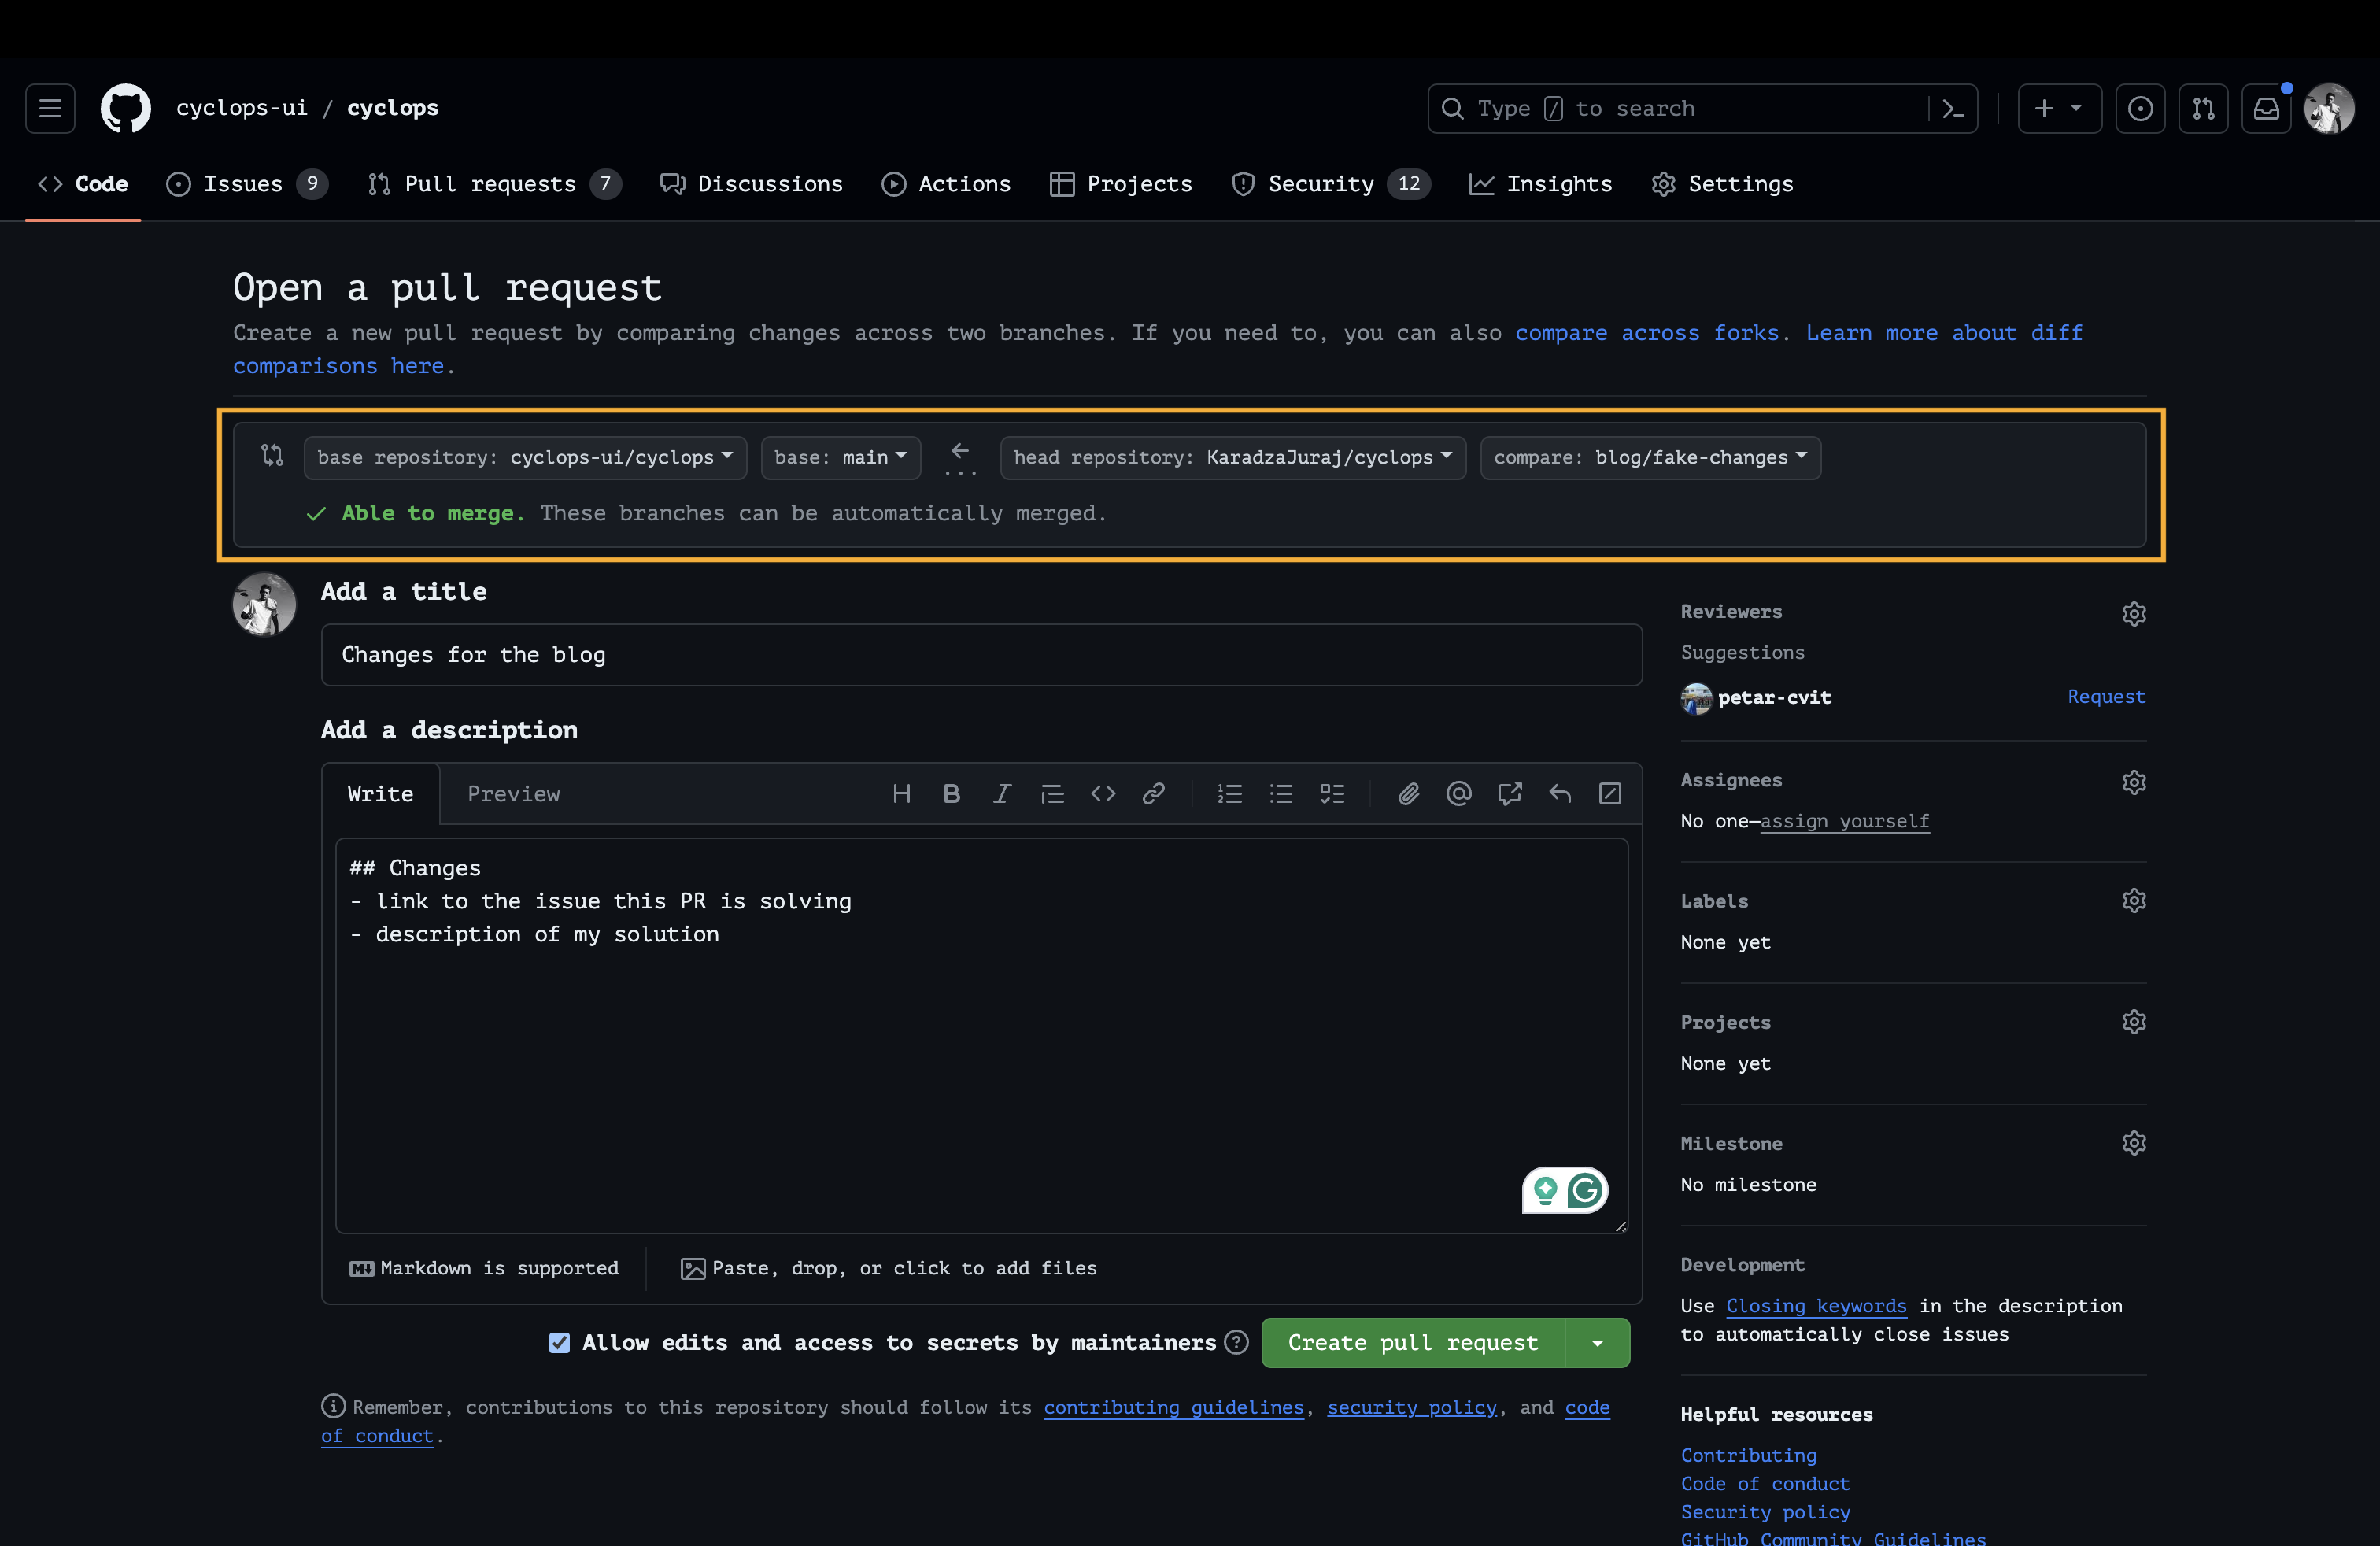 cyclops-ui / cyclops
Type / to search
Code
Issues 9
Pull requests 7
Discussions
Actions
Projects
Security 12
Insights
Settings
Open a pull request
Create a new pull request by comparing changes across two branches. If you need to, you can also compare across forks. Learn more about diff
comparisons here.
base repository: cyclops-ui/cyclops
base: main
head repository: KaradzaJuraj/cyclops
compare: blog/fake-changes
Able to merge. These branches can be automatically merged.
Add a title
Changes for the blog
Add a description
Write
Preview
## Changes
- link to the issue this PR is solving
- description of my solution
Markdown is supported
Paste, drop, or click to add files
Allow edits and access to secrets by maintainers
Create pull request
Remember, contributions to this repository should follow its contributing guidelines, security policy, and code
of conduct.
Reviewers
Suggestions
petar-cvit
Request
Assignees
No one—assign yourself
Labels
None yet
Projects
None yet
Milestone
No milestone
Development
Use Closing keywords in the description
to automatically close issues
Helpful resources
Contributing
Code of conduct
Security policy
GitHub Community Guidelines